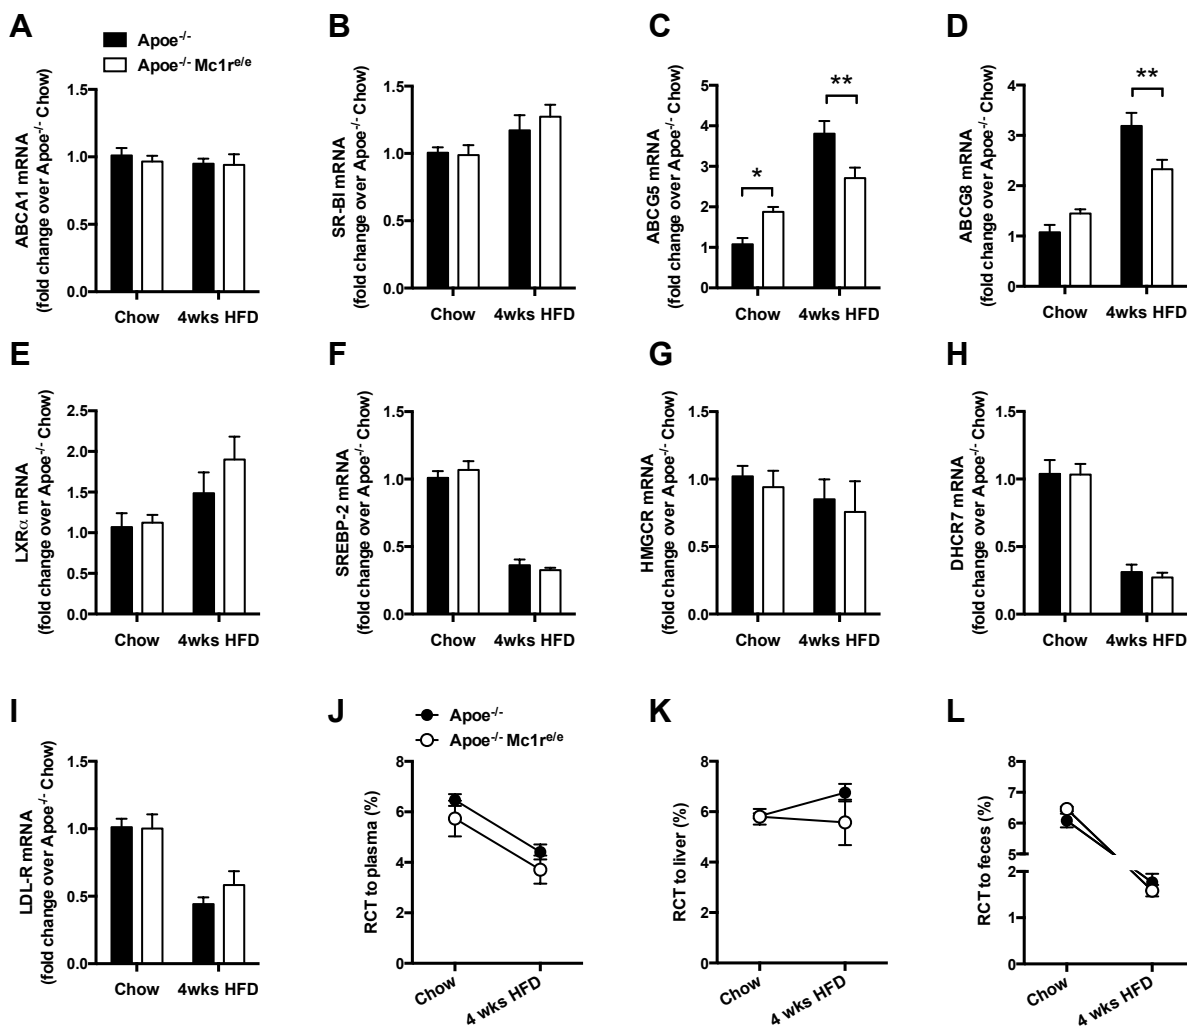 A
Apoe-/-
Apoe-/- Mc1re/e
ABCA1 mRNA
(fold change over Apoe-/- Chow)
1.5
1.0
0.5
0.0
Chow
4wks HFD
B
SR-BI mRNA
(fold change over Apoe-/- Chow)
1.5
1.0
0.5
0.0
Chow
4wks HFD
C
ABCG5 mRNA
(fold change over Apoe-/- Chow)
5
4
3
2
1
0
*
**
Chow
4wks HFD
D
ABCG8 mRNA
(fold change over Apoe-/- Chow)
4
3
2
1
0
**
Chow
4wks HFD
E
LXRα mRNA
(fold change over Apoe-/- Chow)
2.5
2.0
1.5
1.0
0.5
0.0
Chow
4wks HFD
F
SREBP-2 mRNA
(fold change over Apoe-/- Chow)
1.5
1.0
0.5
0.0
Chow
4wks HFD
G
HMGCR mRNA
(fold change over Apoe-/- Chow)
1.5
1.0
0.5
0.0
Chow
4wks HFD
H
DHCR7 mRNA
(fold change over Apoe-/- Chow)
1.5
1.0
0.5
0.0
Chow
4wks HFD
I
LDL-R mRNA
(fold change over Apoe-/- Chow)
1.5
1.0
0.5
0.0
Chow
4wks HFD
J
Apoe-/-
Apoe-/- Mc1re/e
RCT to plasma (%)
8
6
4
2
0
Chow
4 wks HFD
K
RCT to liver (%)
8
6
4
2
0
Chow
4 wks HFD
L
RCT to feces (%)
8
7
6
5
2
1
0
Chow
4 wks HFD